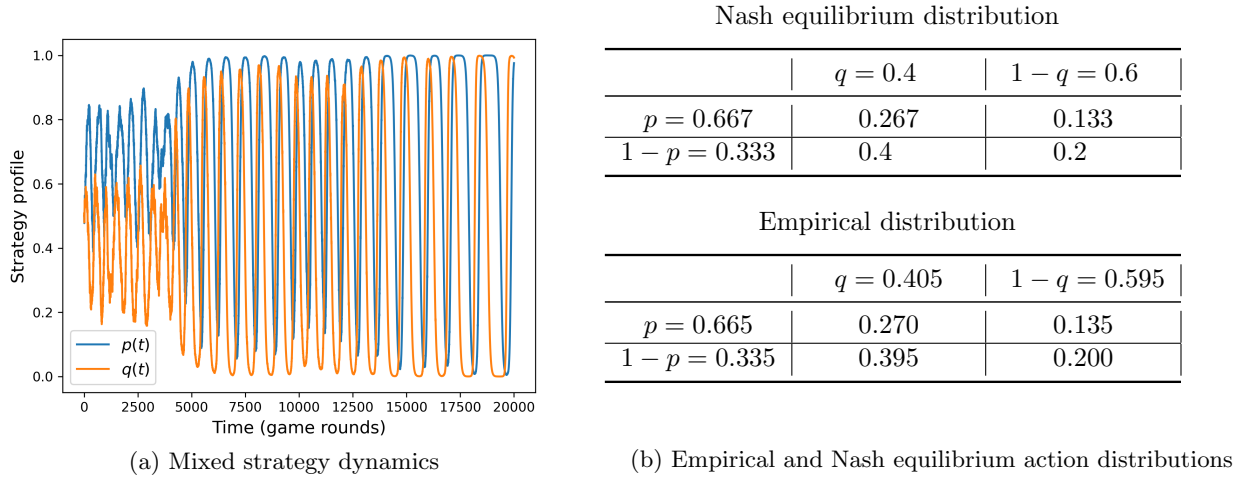 1.0
0.8
0.6
0.4
0.2
0.0
Strategy profile
p(t)
q(t)
0 2500 5000 7500 10000 12500 15000 17500 20000
Time (game rounds)
(a) Mixed strategy dynamics
Nash equilibrium distribution
q = 0.4 1 − q = 0.6
p = 0.667 0.267 0.133
1 − p = 0.333 0.4 0.2
Empirical distribution
q = 0.405 1 − q = 0.595
p = 0.665 0.270 0.135
1 − p = 0.335 0.395 0.200
(b) Empirical and Nash equilibrium action distributions